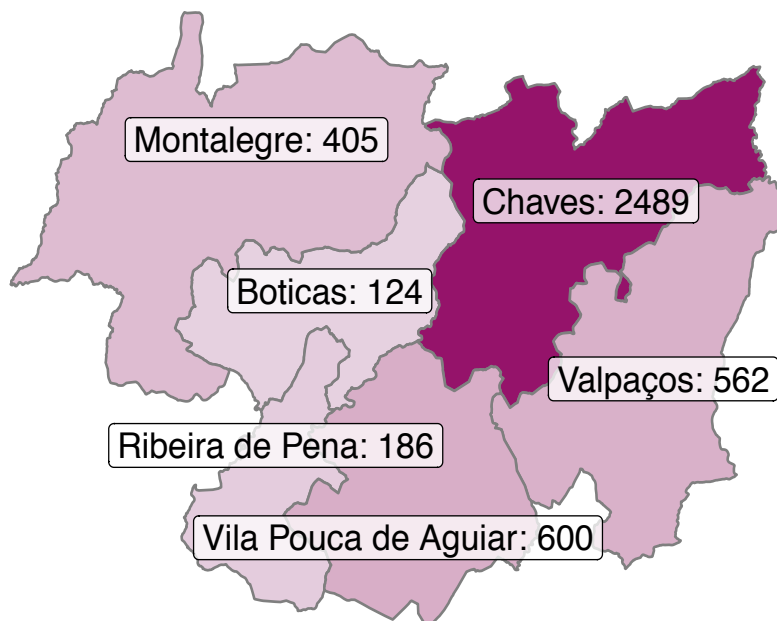 Montalegre: 405
Chaves: 2489
Boticas: 124
Valpaços: 562
Ribeira de Pena: 186
Vila Pouca de Aguiar: 600